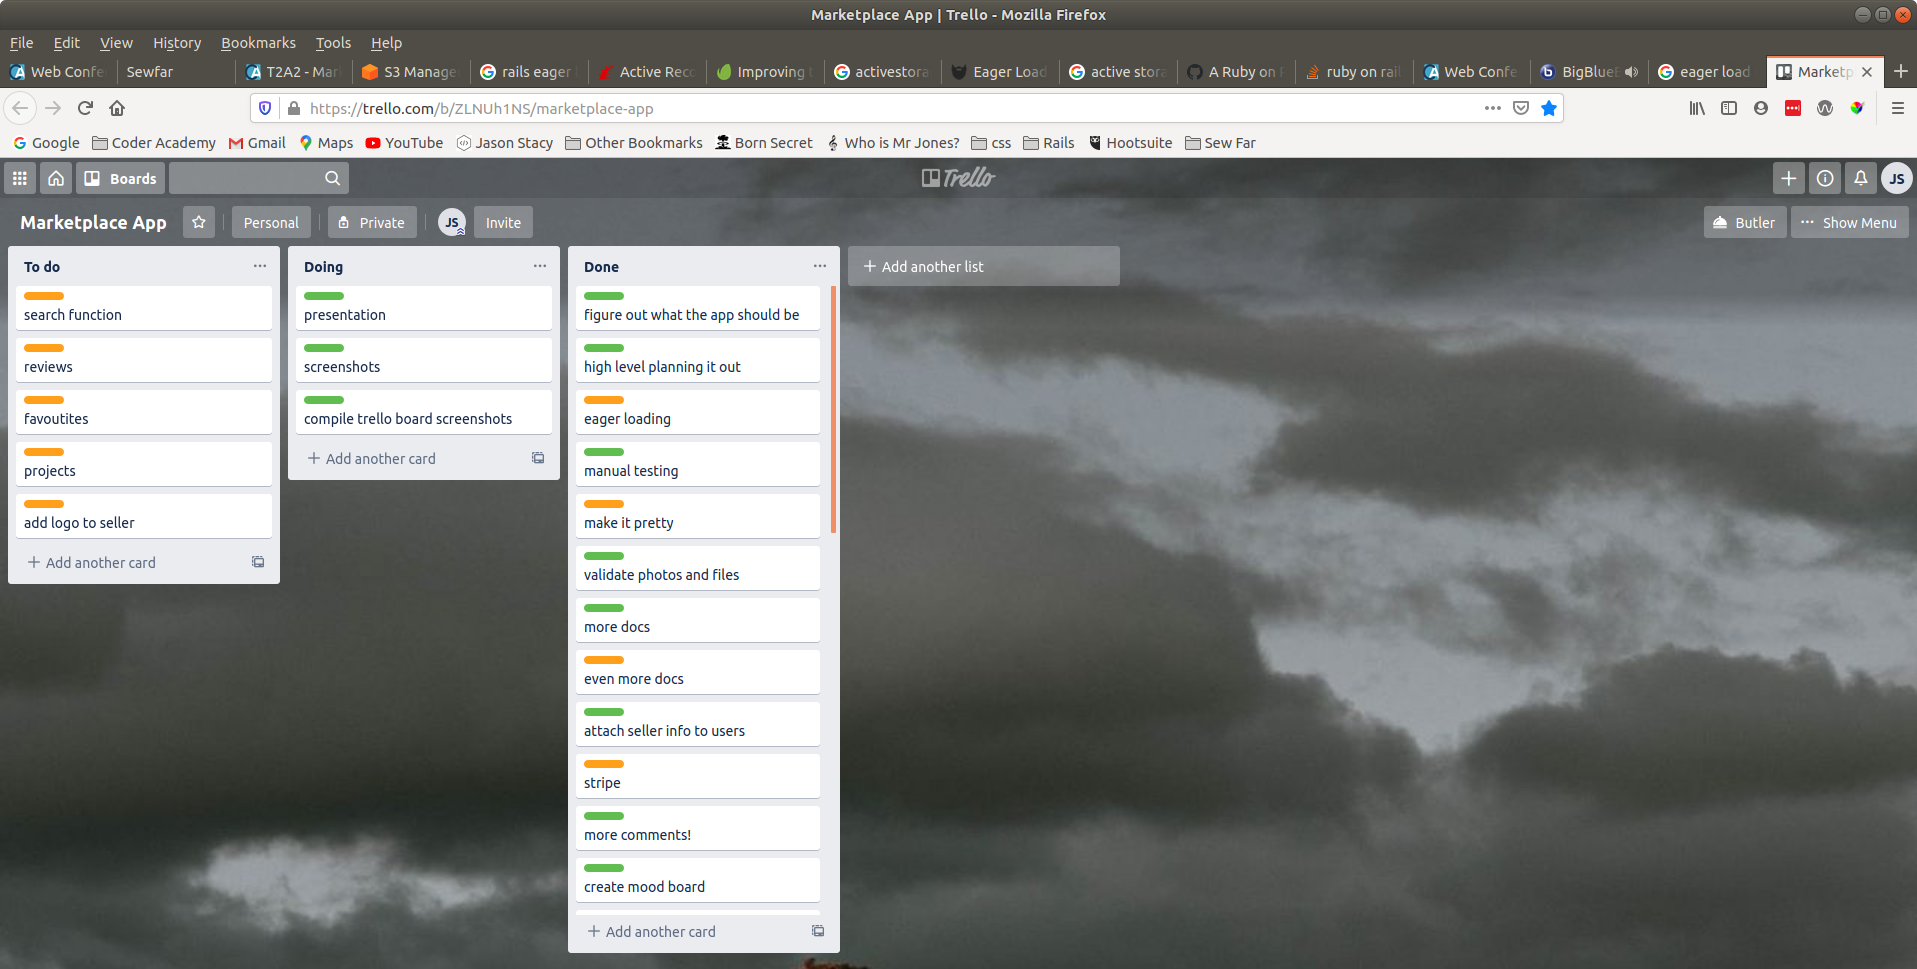 Marketplace App | Trello - Mozilla Firefox
File Edit View History Bookmarks Tools Help
Web Confe Sewfar T2A2 - Mar S3 Manage rails eager Active Reco Improving activestora Eager Load active stora A Ruby on ruby on rail Web Confe BigBlueB eager load Marketp
https://trello.com/b/ZLNUh1NS/marketplace-app
Google Coder Academy Gmail Maps YouTube Jason Stacy Other Bookmarks Born Secret Who is Mr Jones? css Rails Hootsuite Sew Far
Boards Trello JS
Marketplace App Personal Private JS Invite Butler Show Menu
To do
search function
reviews
favoutites
projects
add logo to seller
Add another card
Doing
presentation
screenshots
compile trello board screenshots
Add another card
Done
figure out what the app should be
high level planning it out
eager loading
manual testing
make it pretty
validate photos and files
more docs
even more docs
attach seller info to users
stripe
more comments!
create mood board
Add another card
Add another list